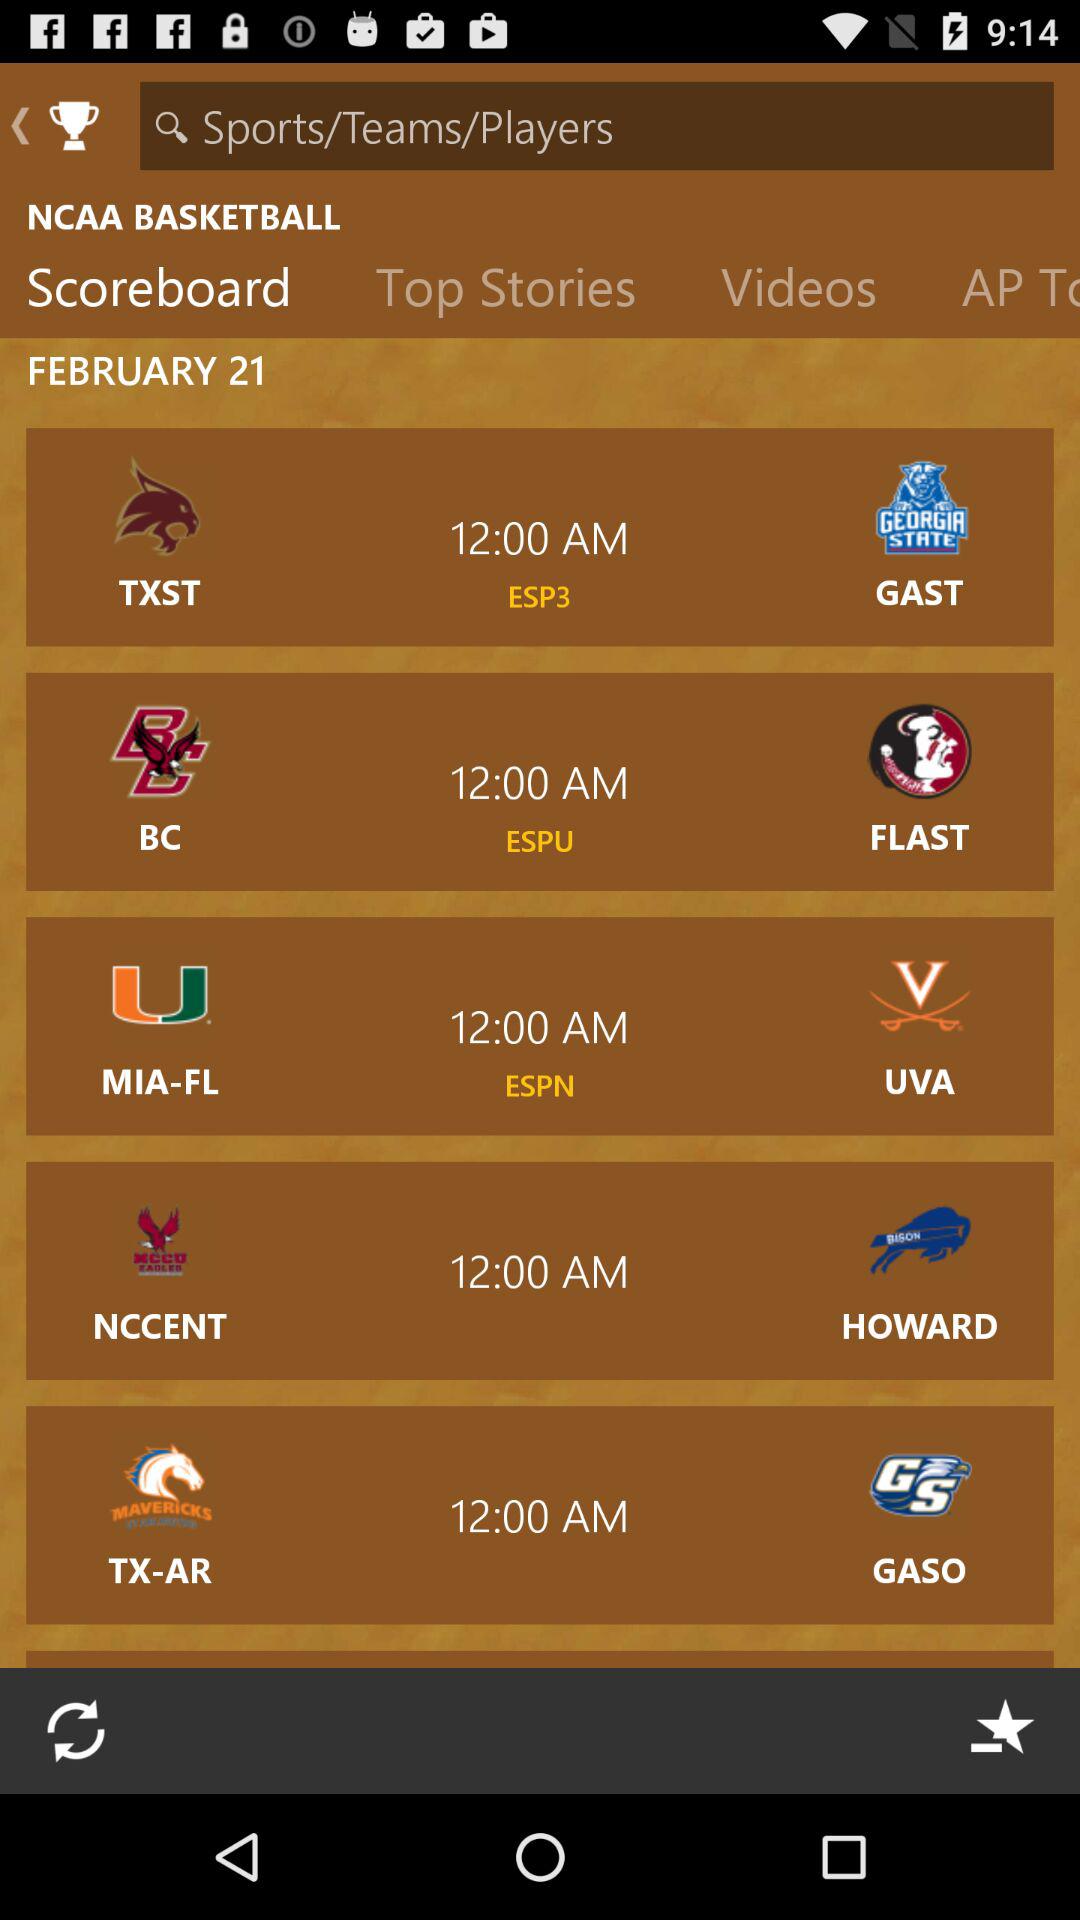 9:14
Sports/Teams/Players
NCAA BASKETBALL
Scoreboard Top Stories Videos AP To
FEBRUARY 21
GEORGIA
STATE
12:00 AM
TXST ESP3 GAST
BC
12:00 AM
BC ESPU FLAST
U V
12:00 AM
MIA-FL ESPN UVA
NCCU
EAGLES
BISON
12:00 AM
NCCENT HOWARD
MAVERICKS
GS
12:00 AM
TX-AR GASO